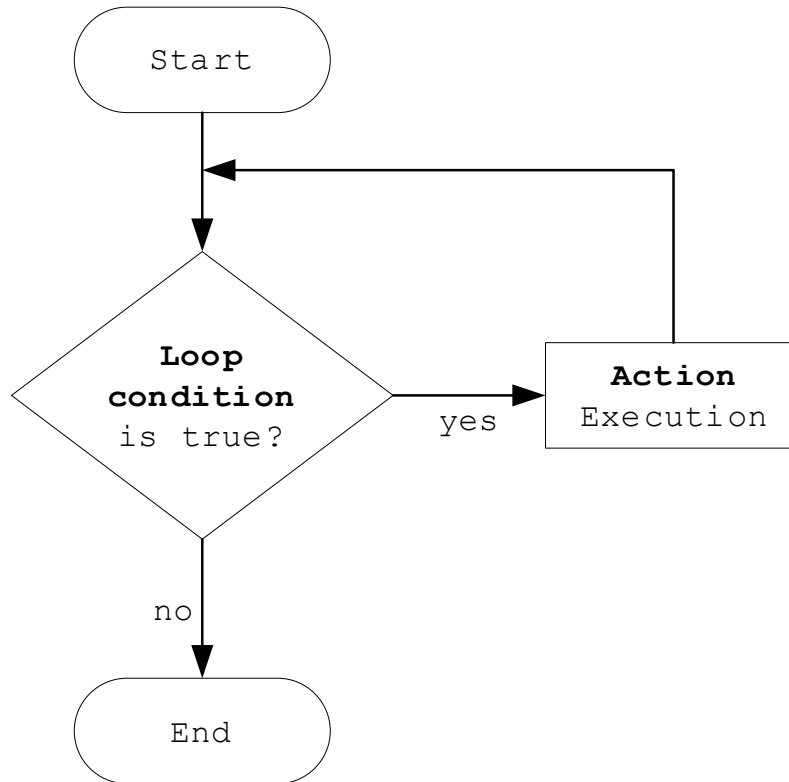 Start
Loop
condition
is true?
yes
Action
Execution
no
End